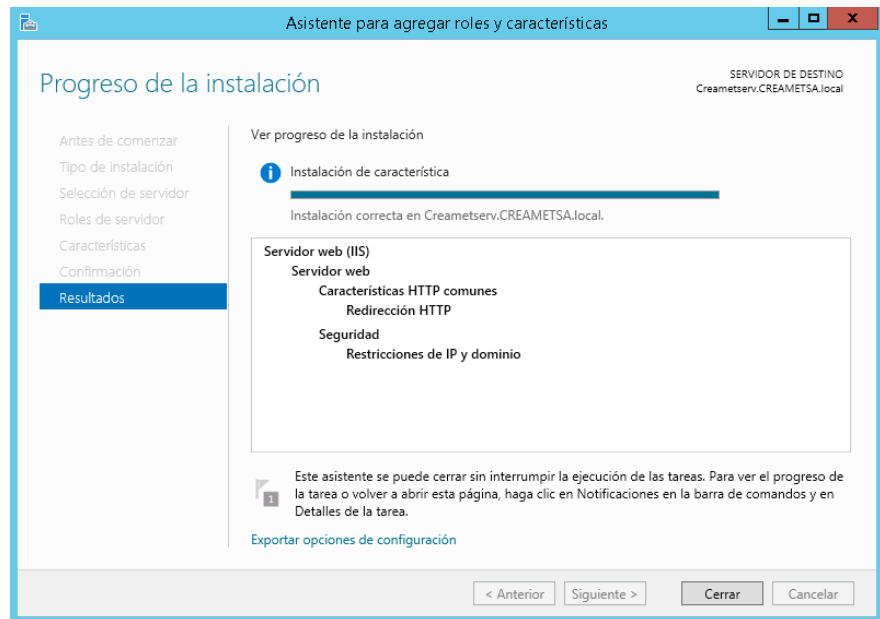 Asistente para agregar roles y características
Progreso de la instalación
SERVIDOR DE DESTINO
Creametserv.CREAMETSA.local
Antes de comenzar
Tipo de instalación
Selección de servidor
Roles de servidor
Características
Confirmación
Resultados
Ver progreso de la instalación
Instalación de característica
Instalación correcta en Creametserv.CREAMETSA.local.
Servidor web (IIS)
Servidor web
Características HTTP comunes
Redirección HTTP
Seguridad
Restricciones de IP y dominio
1
Este asistente se puede cerrar sin interrumpir la ejecución de las tareas. Para ver el progreso de
la tarea o volver a abrir esta página, haga clic en Notificaciones en la barra de comandos y en
Detalles de la tarea.
Exportar opciones de configuración
< Anterior Siguiente > Cerrar Cancelar